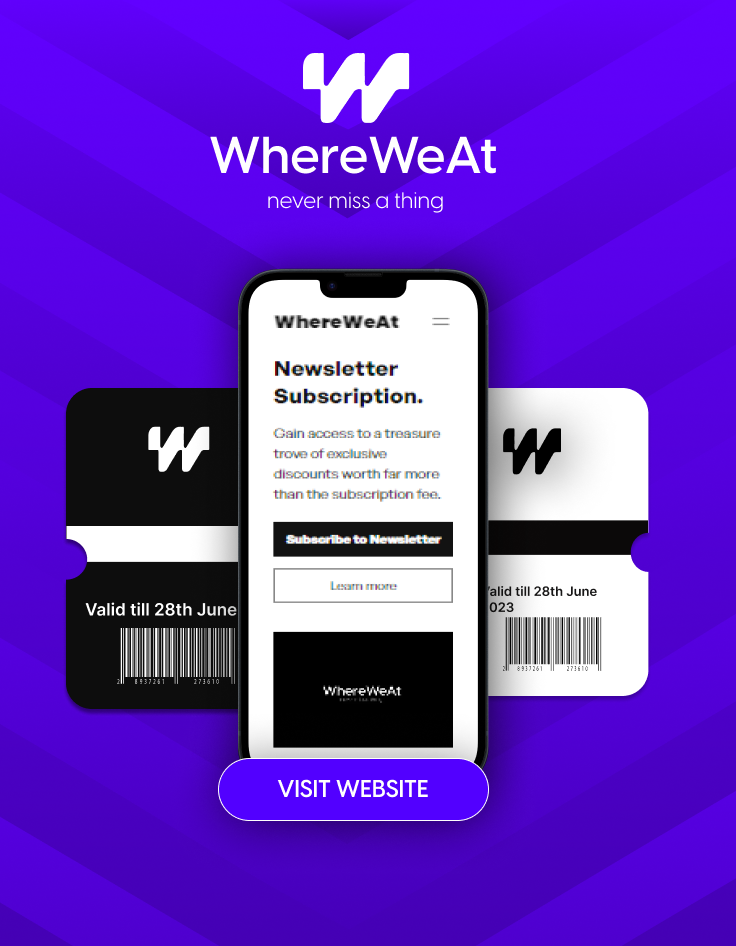 WhereWeAt
never miss a thing
WhereWeAt
Newsletter
Subscription.
Gain access to a treasure
trove of exclusive
discounts worth far more
than the subscription fee.
Subscribe to Newsletter
Learn more
WhereWeAt
Valid till 28th June
2 8937261 273610
alid till 28th June
023
2 8937261 273610
VISIT WEBSITE